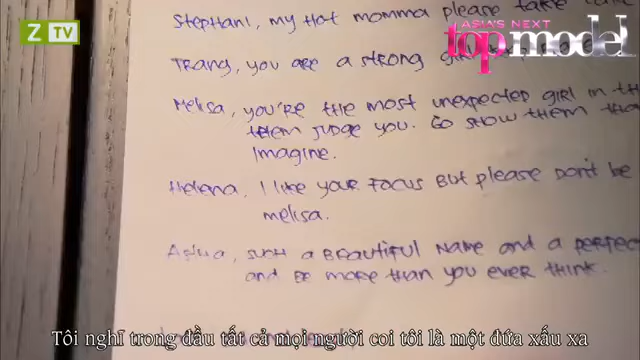 Z TV
ASIA'S NEXT
top model
Stephani, my hot momma please take
Trang, you are a strong
Melisa, you're the most unexpected girl in
them judge you. Go show them
imagine.
Helena, I like your focus but please don't be
melisa.
such a beautiful name and a
and be more than you ever think.
Tôi nghĩ trong đầu tất cả mọi người coi tôi là một đứa xấu xa